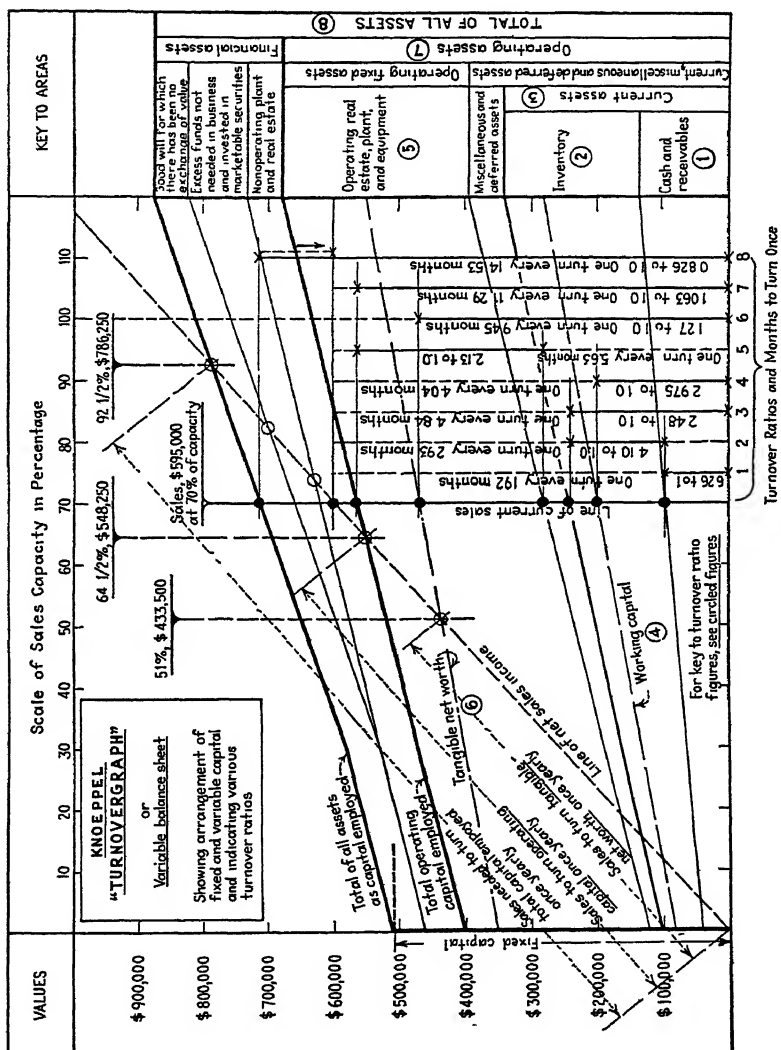 VALUES
Scale of Sales Capacity in Percentage
KEY TO AREAS
10
20
30
40
50
60
70
80
90
100
110
$ 900,000
$ 800,000
$ 700,000
$ 600,000
$ 500,000
$ 400,000
$ 300,000
$ 200,000
$ 100,000
KNOEPPEL
"TURNOVERGRAPH"
or
Variable balance sheet
Showing arrangement of
fixed and variable capital
and indicating various
turnover ratios
51%, $ 433,500
64 1/2%, $548,250
Sales, $595,000
at 70% of capacity
92 1/2%, $786,250
Total of all assets
as capital employed
Total operating
capital employed
Tangible net worth
6
Fixed capital
Sales needed to turn
total capital employed
once yearly
Sales to turn operating
capital once yearly
Sales to turn tangible
net worth once yearly
Line of net sales income
Working capital
4
For key to turnover ratio
figures, see circled figures
Line of current sales
6.26 to 1 One turn every 1.92 months
4.10 to 1.0 One turn every 2.93 months
2.48 to 1.0 One turn every 4.84 months
2.975 to 1.0 One turn every 4.04 months
One turn every 5.63 months 2.13 to 1.0
1.27 to 1.0 One turn every 9.45 months
1.063 to 1.0 One turn every 11.29 months
0.826 to 1.0 One turn every 14.53 months
1
2
3
4
5
6
7
8
Turnover Ratios and Months to Turn Once
Good will for which
there has been no
exchange of value
Excess funds not
needed in business
and invested in
marketable securities
Nonoperating plant
and real estate
Operating real
estate, plant,
and equipment
5
Miscellaneous and
deferred assets
Inventory
2
Cash and
receivables
1
Financial assets
Operating fixed assets
Current, miscellaneous and deferred assets
Current assets
3
Operating assets
7
TOTAL OF ALL ASSETS
8